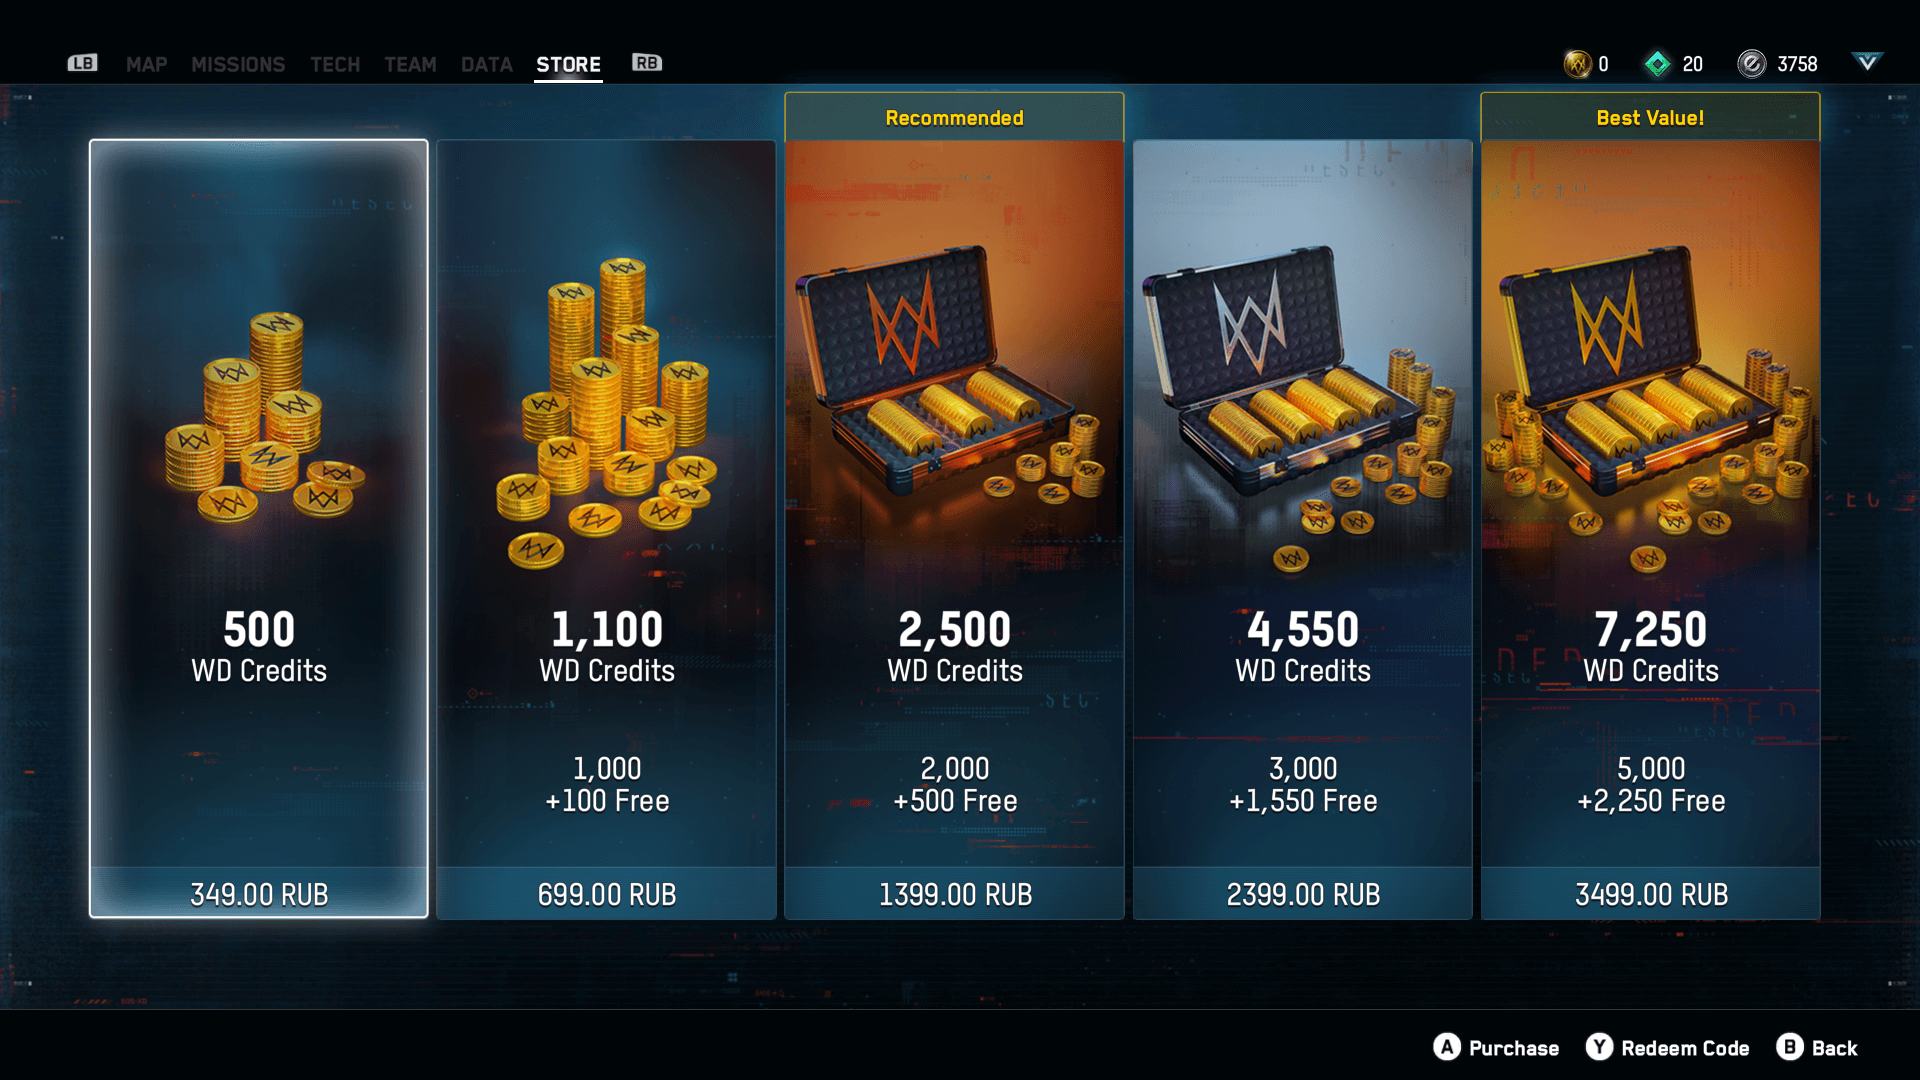 LB MAP MISSIONS TECH TEAM DATA STORE RB
0 20 3758
Recommended
Best Value!
500
WD Credits
349.00 RUB
1,100
WD Credits
1,000
+100 Free
699.00 RUB
2,500
WD Credits
2,000
+500 Free
1399.00 RUB
4,550
WD Credits
3,000
+1,550 Free
2399.00 RUB
7,250
WD Credits
5,000
+2,250 Free
3499.00 RUB
A Purchase Y Redeem Code B Back